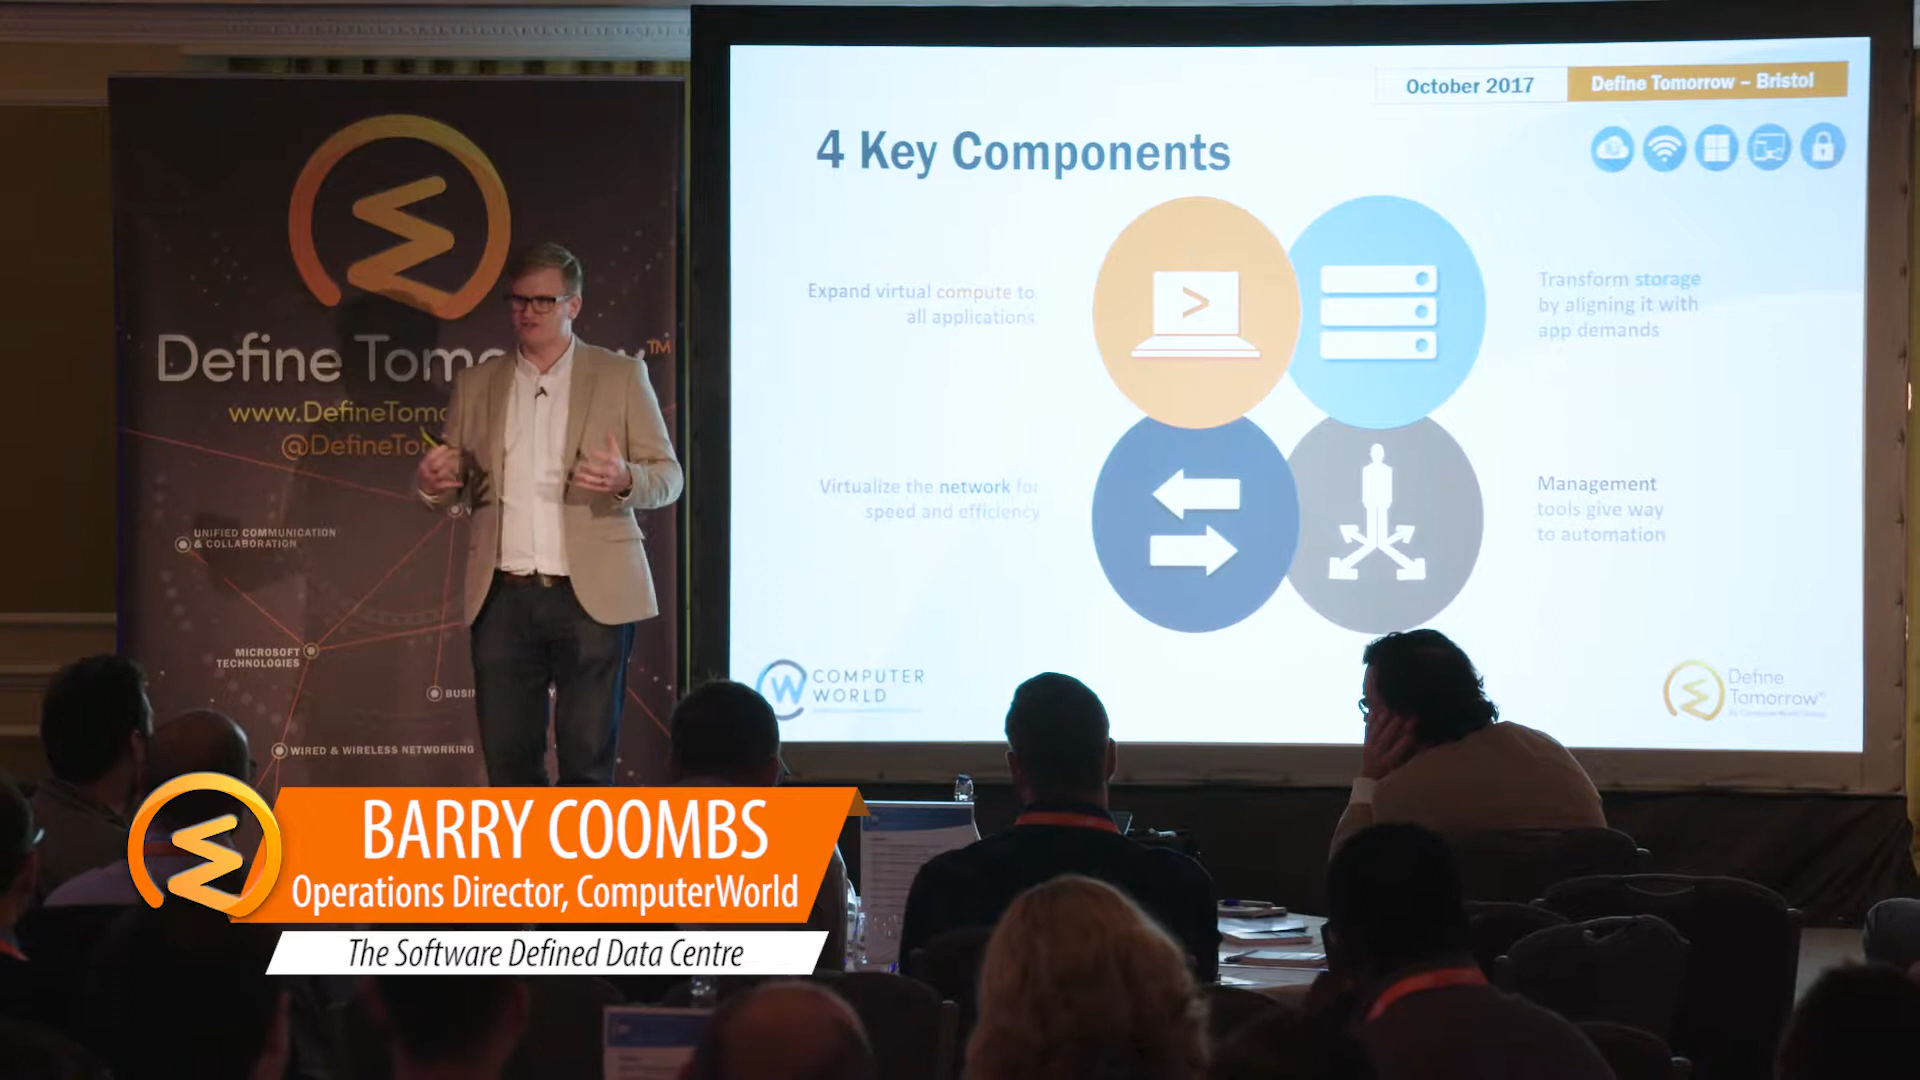 Define Tom
TM
www.DefineTomo
@DefineTo
UNIFIED COMMUNICATION
& COLLABORATION
MICROSOFT
TECHNOLOGIES
BUSIN
WIRED & WIRELESS NETWORKING
October 2017
Define Tomorrow – Bristol
4 Key Components
Expand virtual compute to
all applications
Transform storage
by aligning it with
app demands
Virtualize the network for
speed and efficiency
Management
tools give way
to automation
COMPUTER
WORLD
Define
Tomorrow
BARRY COOMBS
Operations Director, ComputerWorld
The Software Defined Data Centre